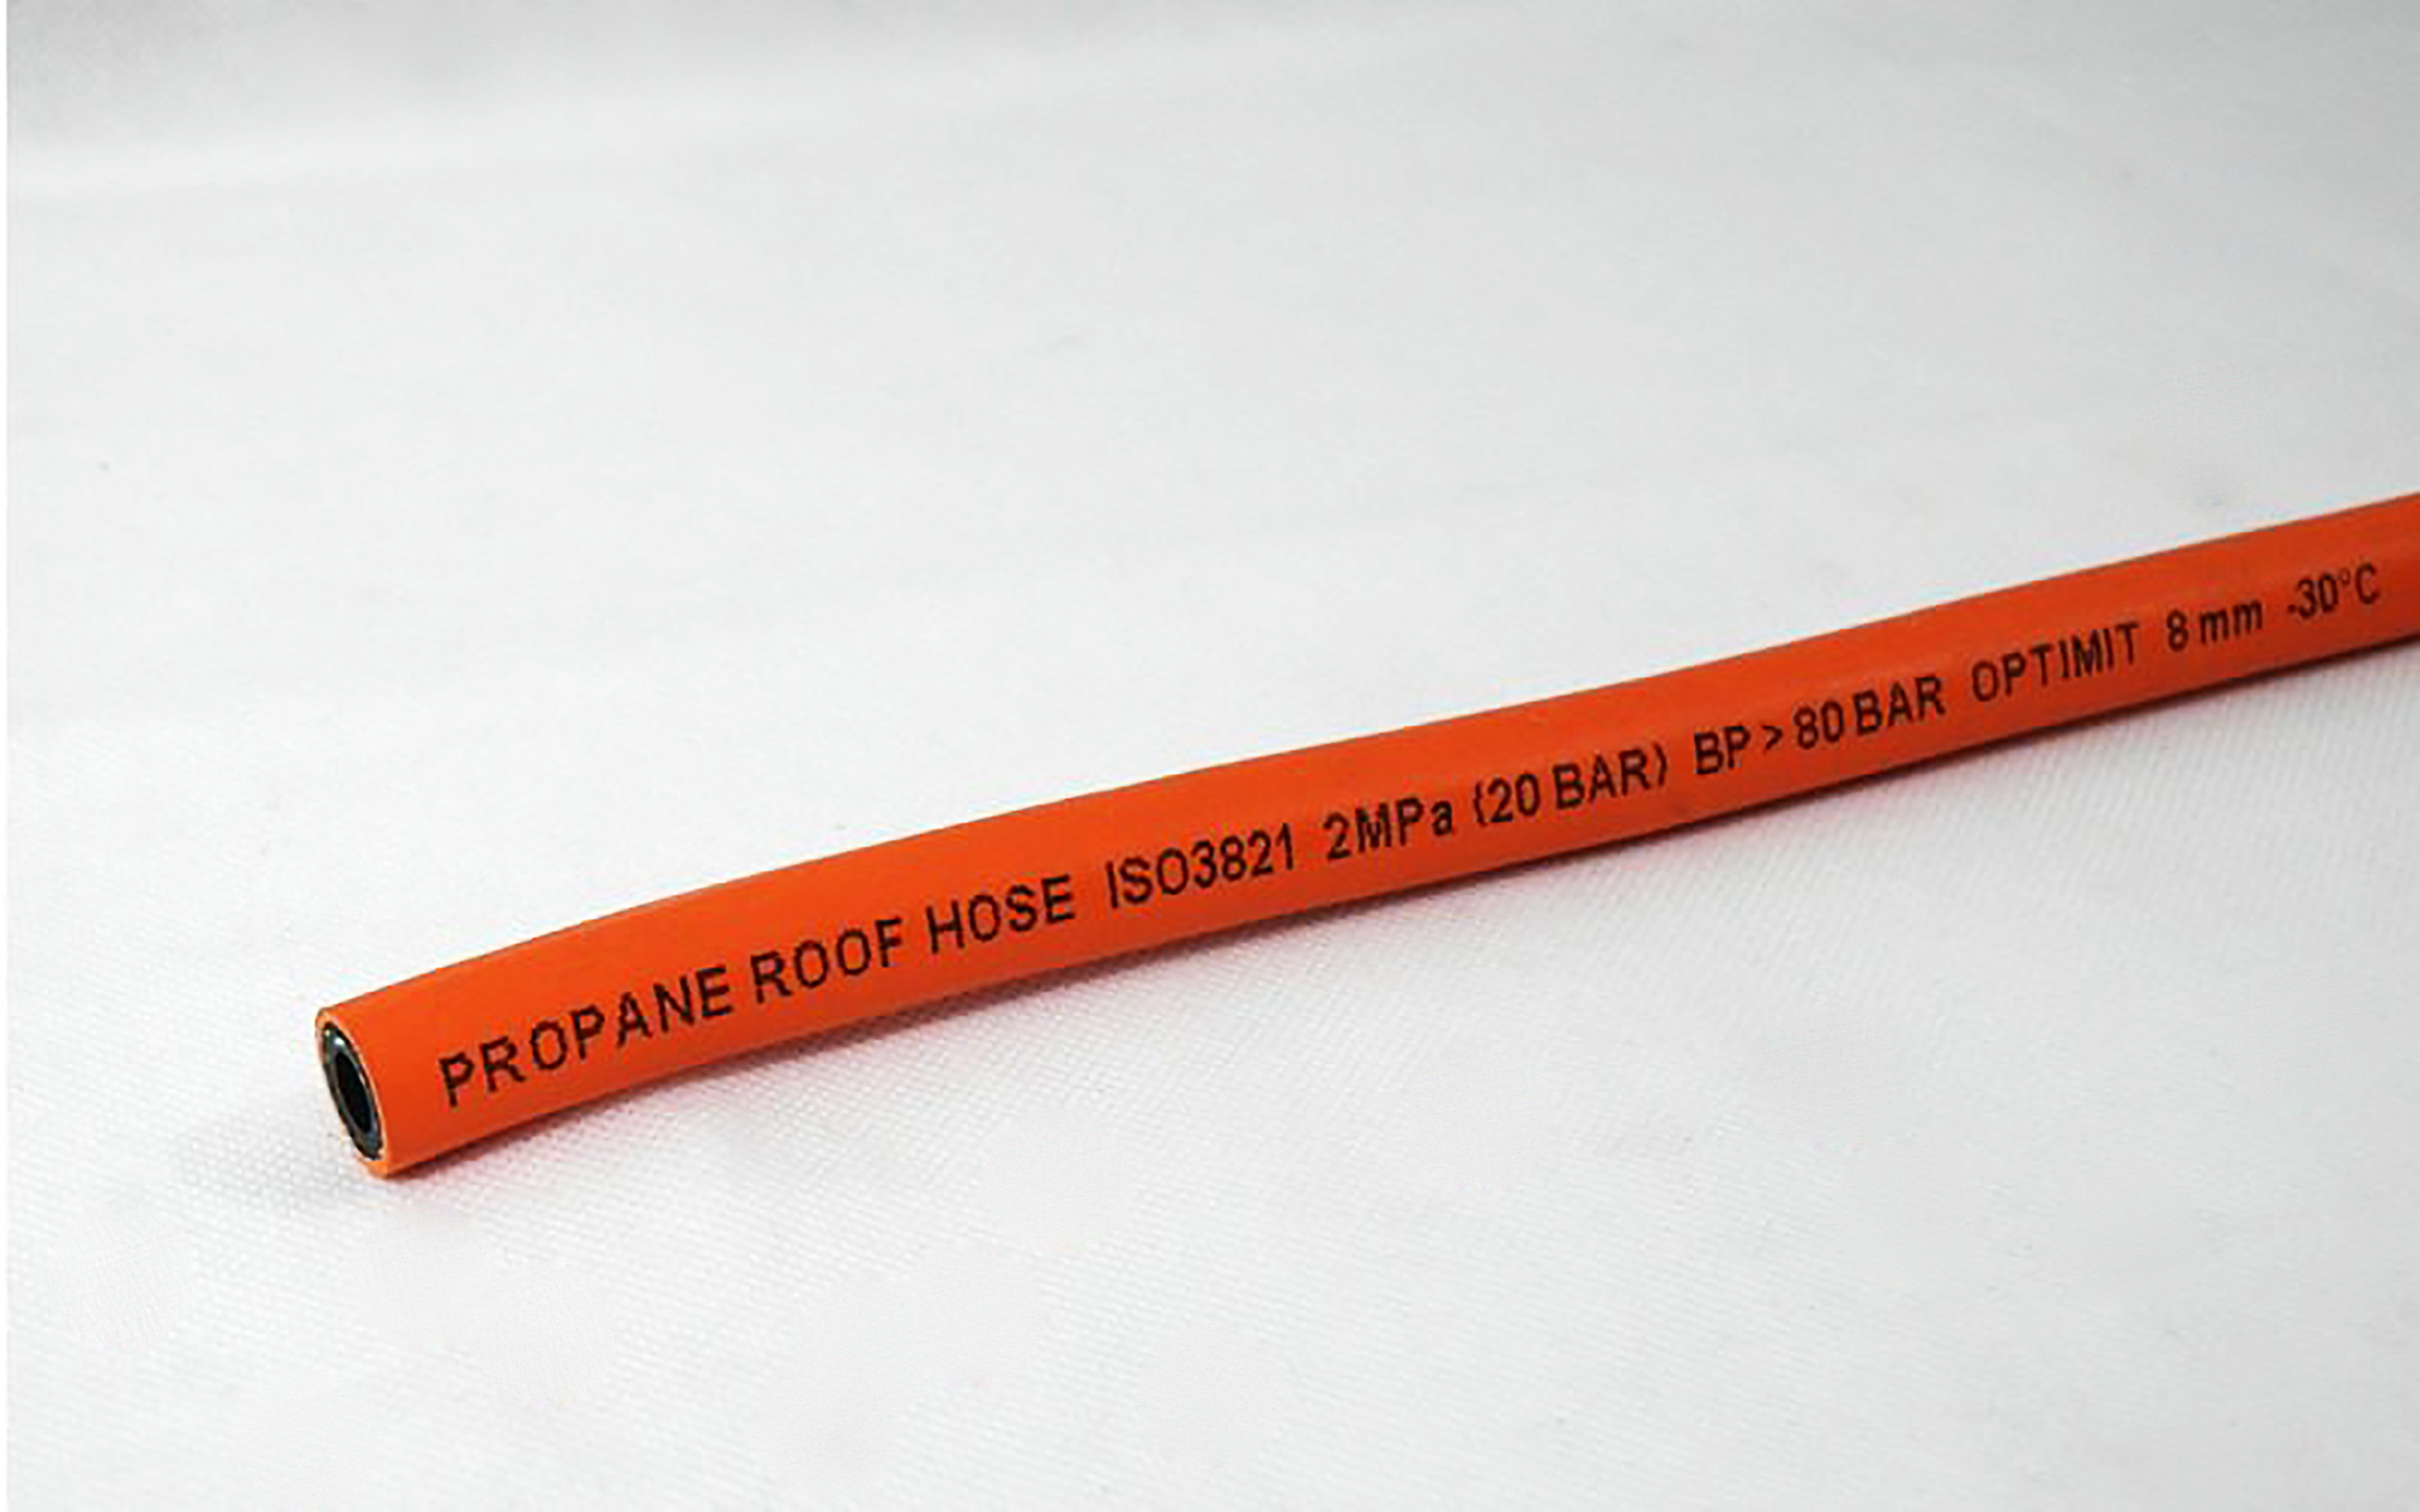 PROPANE ROOF HOSE ISO3821 2MPa (20 BAR) BP > 80 BAR OPTIMIT 8 mm -30°C